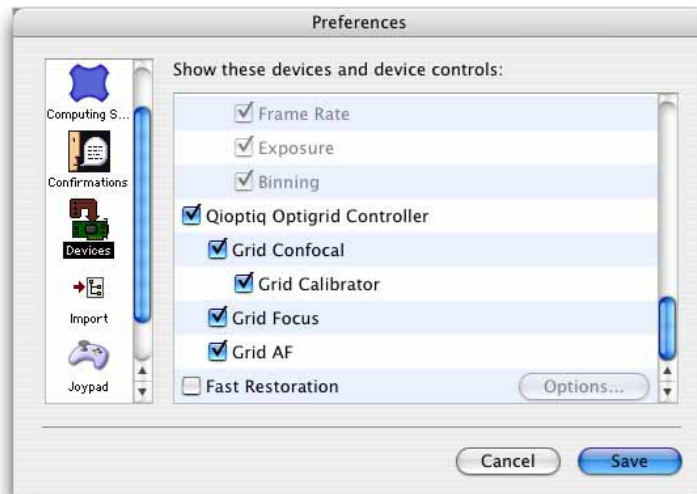 Preferences
Show these devices and device controls:
Computing S...
Confirmations
Devices
Import
Joypad
Frame Rate
Exposure
Binning
Qioptiq Optigrid Controller
Grid Confocal
Grid Calibrator
Grid Focus
Grid AF
Fast Restoration
Options...
Cancel
Save